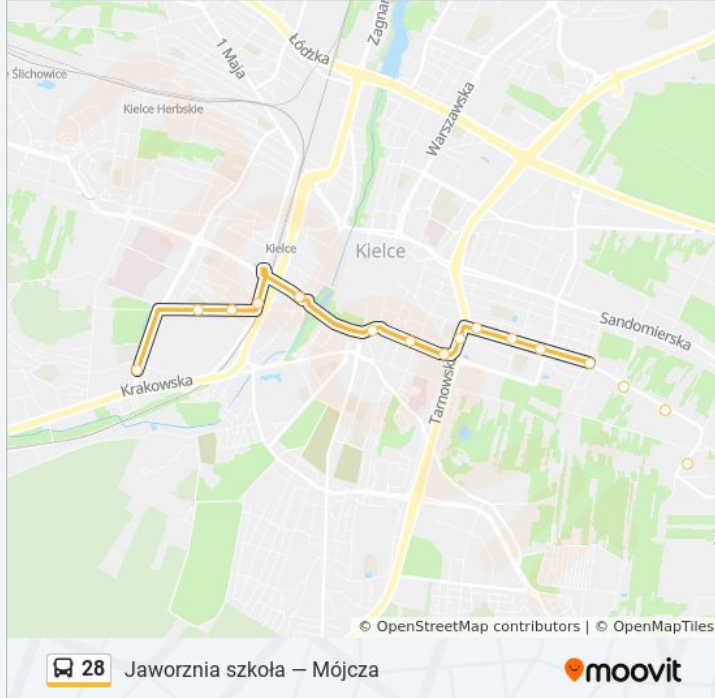 Zagnań
Łódzka
1 Maja
e Ślichowice
Kielce Herbskie
Warszawska
Kielce
Kielce
Sandomierska
Krakowska
Tarnowska
© OpenStreetMap contributors | © OpenMapTiles
28 Jaworznia szkoła — Mójcza
moovit